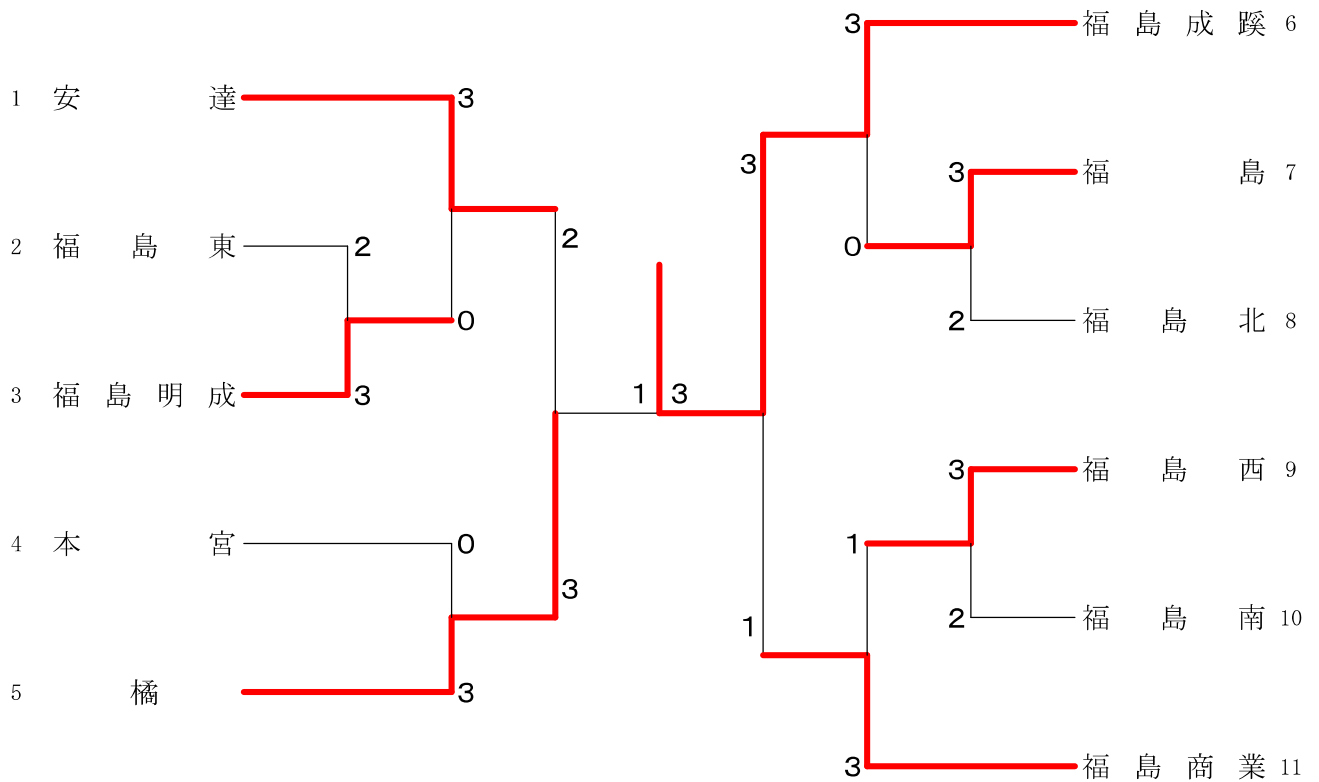 1 安達 3
2 福島東 2
0
3 福島明成 3
2
4 本宮 0
3
5 橘 3
1 3
3 福島成蹊 6
3
3 福島 7
0
2 福島北 8
3 福島西 9
1
2 福島南 10
1
3 福島商業 11